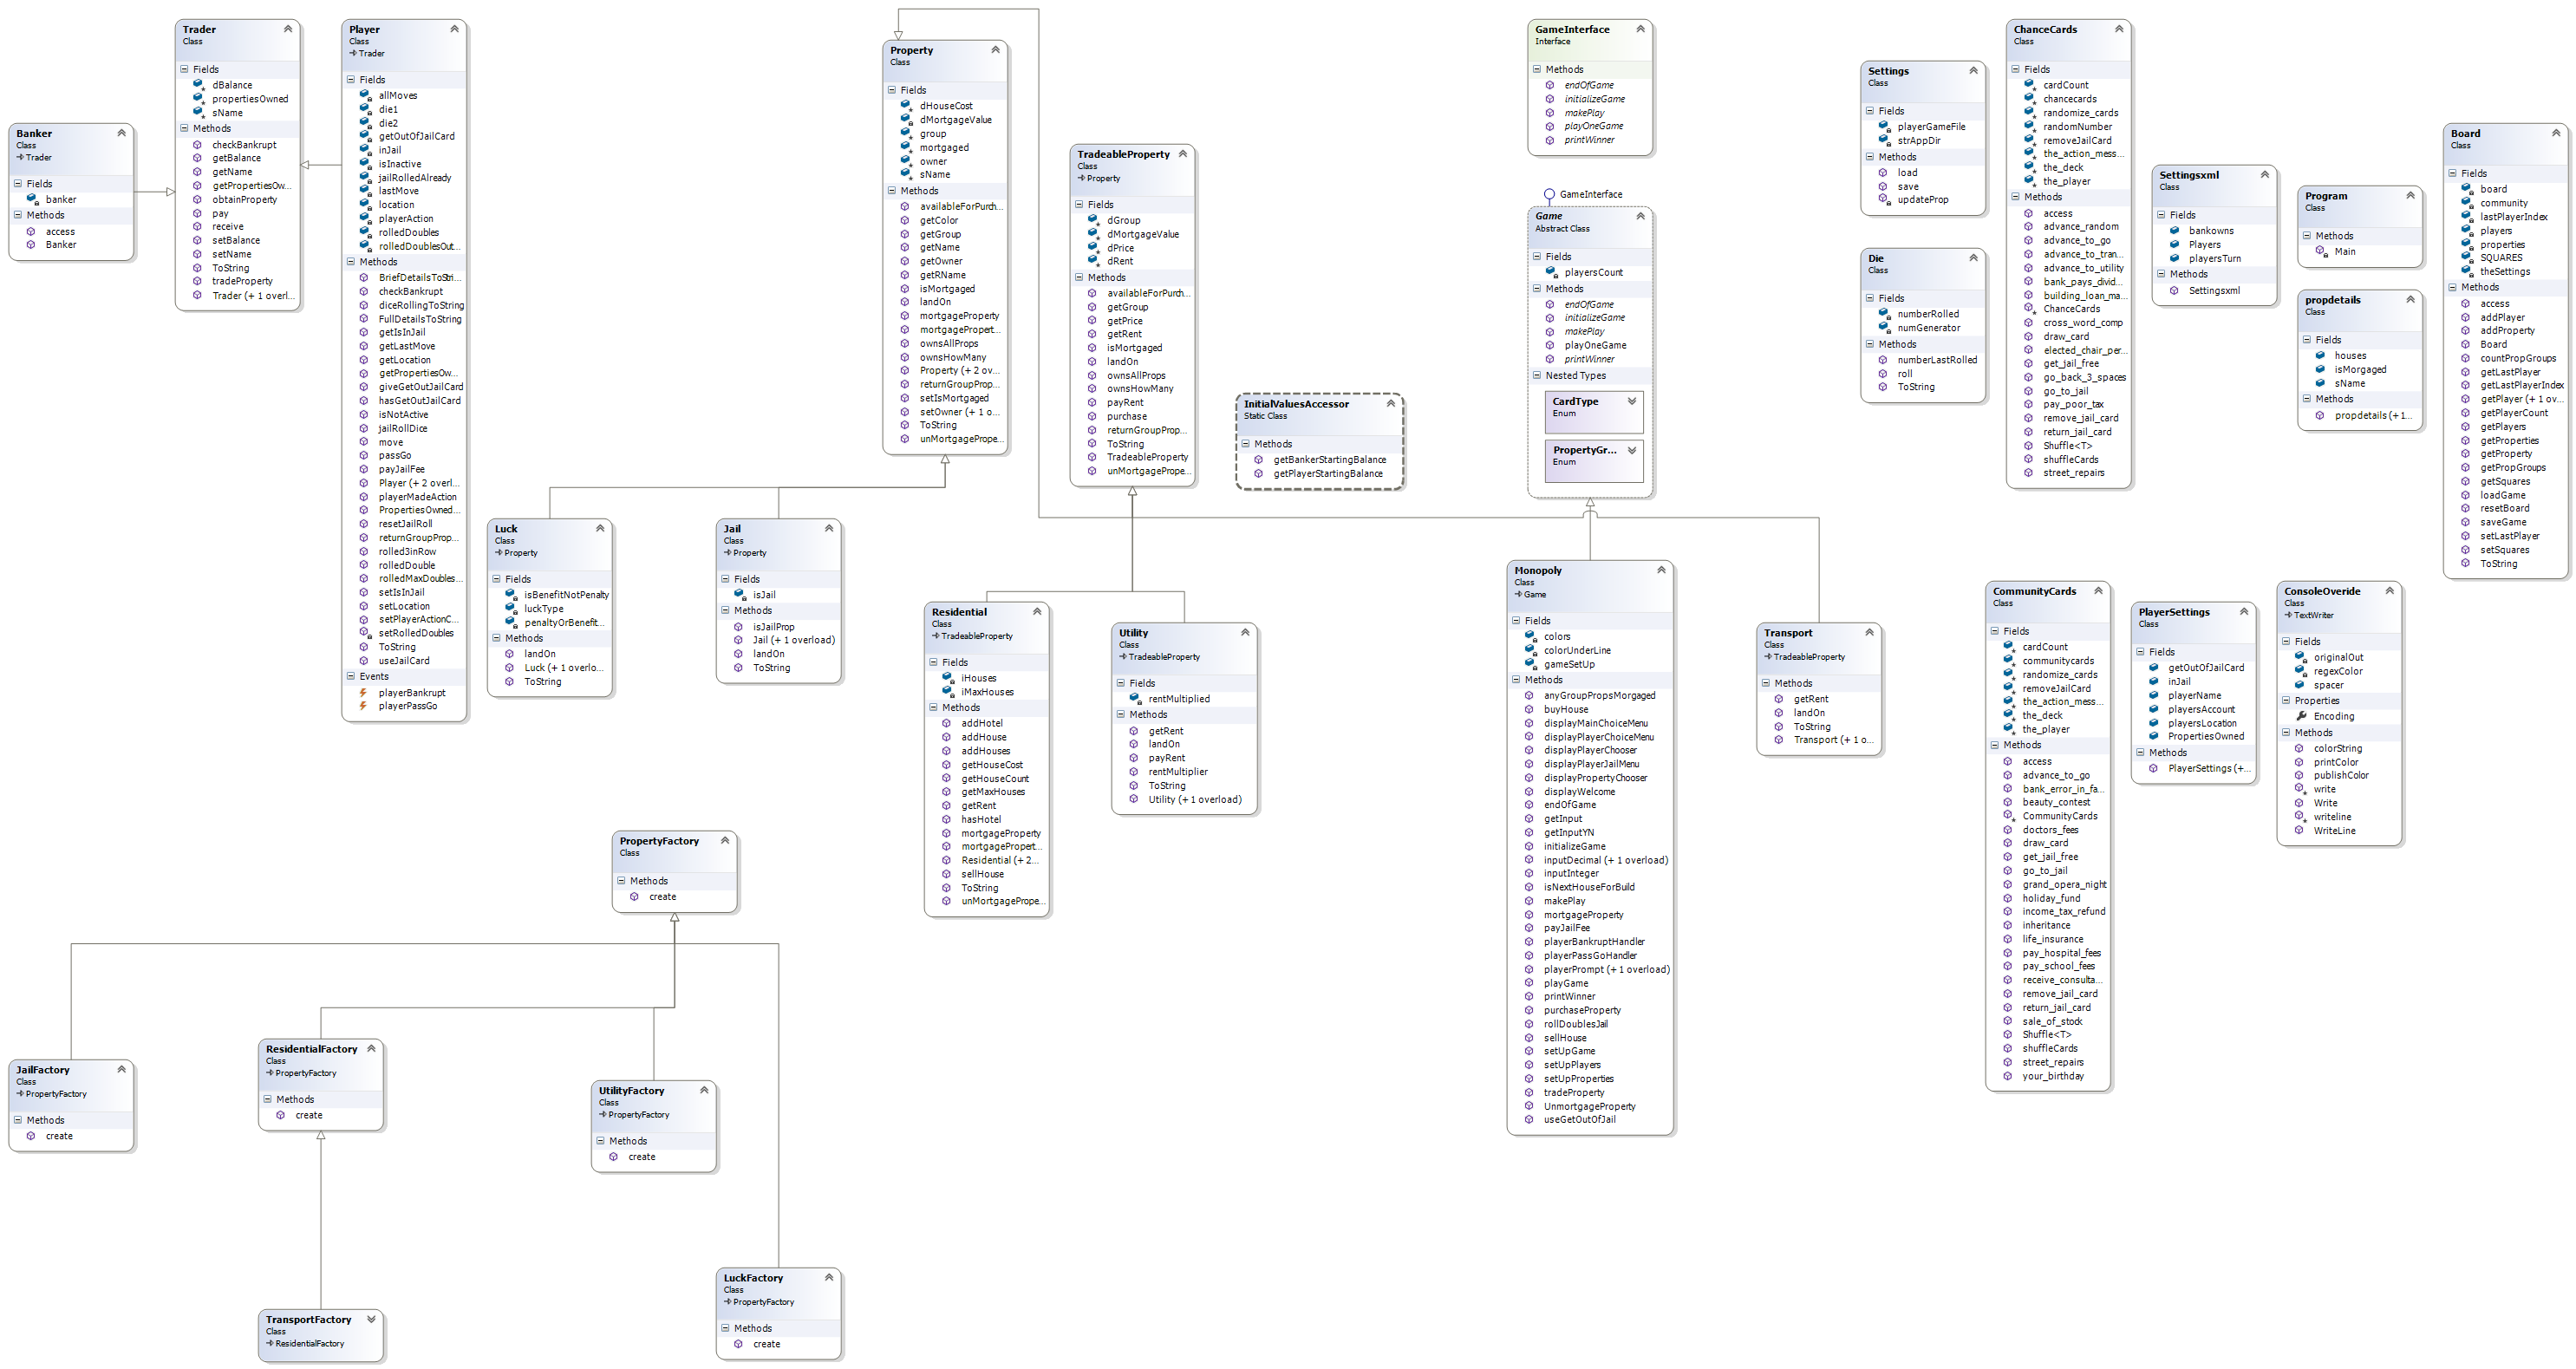 Trader
Class
Fields
dBalance
propertiesOwned
sName
Methods
checkBankrupt
getBalance
getName
getPropertiesOw...
obtainProperty
pay
receive
setBalance
setName
ToString
tradeProperty
Trader (+ 1 overl...
Player
Class
Trader
Fields
allMoves
die1
die2
getOutOfJailCard
inJail
isInactive
jailRolledAlready
lastMove
location
playerAction
rolledDoubles
rolledDoublesOut...
Methods
BriefDetailsToStri...
checkBankrupt
diceRollingToString
FullDetailsToString
getIsInJail
getLastMove
getLocation
getPropertiesOw...
giveGetOutJailCard
hasGetOutJailCard
isNotActive
jailRollDice
move
passGo
payJailFee
Player (+ 2 overl...
playerMadeAction
PropertiesOwned...
resetJailRoll
returnGroupProp...
rolled3inRow
rolledDouble
rolledMaxDoubles...
setIsInJail
setLocation
setPlayerActionC...
setRolledDoubles
ToString
useJailCard
Events
playerBankrupt
playerPassGo
Banker
Class
Trader
Fields
banker
Methods
access
Banker
Property
Class
Fields
dHouseCost
dMortgageValue
group
mortgaged
owner
sName
Methods
availableForPurch...
getColor
getGroup
getName
getOwner
getRName
isMortgaged
landOn
mortgageProperty
mortgagePropert...
ownsAllProps
ownsHowMany
Property (+ 2 ov...
returnGroupProp...
setIsMortgaged
setOwner (+ 1 o...
ToString
unMortgagePrope...
TradeableProperty
Class
Property
Fields
dGroup
dMortgageValue
dPrice
dRent
Methods
availableForPurch...
getGroup
getPrice
getRent
isMortgaged
landOn
ownsAllProps
ownsHowMany
payRent
purchase
returnGroupProp...
ToString
TradeableProperty
unMortgagePrope...
InitialValuesAccessor
Static Class
Methods
getBankerStartingBalance
getPlayerStartingBalance
GameInterface
Interface
Methods
endOfGame
initializeGame
makePlay
playOneGame
printWinner
GameInterface
Game
Abstract Class
Fields
playersCount
Methods
endOfGame
initializeGame
makePlay
playOneGame
printWinner
Nested Types
CardType
Enum
PropertyGr...
Enum
Settings
Class
Fields
playerGameFile
strAppDir
Methods
load
save
updateProp
Die
Class
Fields
numberRolled
numGenerator
Methods
numberLastRolled
roll
ToString
ChanceCards
Class
Fields
cardCount
chancecards
randomize_cards
randomNumber
removeJailCard
the_action_mess...
the_deck
the_player
Methods
access
advance_random
advance_to_go
advance_to_tran...
advance_to_utility
bank_pays_divid...
building_loan_ma...
ChanceCards
cross_word_comp
draw_card
elected_chair_per...
get_jail_free
go_back_3_spaces
go_to_jail
pay_poor_tax
remove_jail_card
return_jail_card
Shuffle<T>
shuffleCards
street_repairs
Settingsxml
Class
Fields
bankowns
Players
playersTurn
Methods
Settingsxml
Program
Class
Methods
Main
propdetails
Class
Fields
houses
isMorgaged
sName
Methods
propdetails (+ 1...
Board
Class
Fields
board
community
lastPlayerIndex
players
properties
SQUARES
theSettings
Methods
access
addPlayer
addProperty
Board
countPropGroups
getLastPlayer
getLastPlayerIndex
getPlayer (+ 1 ov...
getPlayerCount
getPlayers
getProperties
getProperty
getPropGroups
getSquares
loadGame
resetBoard
saveGame
setLastPlayer
setSquares
ToString
Luck
Class
Property
Fields
isBenefitNotPenalty
luckType
penaltyOrBenefit...
Methods
landOn
Luck (+ 1 overlo...
ToString
Jail
Class
Property
Fields
isJail
Methods
isJailProp
Jail (+ 1 overload)
landOn
ToString
Residential
Class
TradeableProperty
Fields
iHouses
iMaxHouses
Methods
addHotel
addHouse
addHouses
getHouseCost
getHouseCount
getMaxHouses
getRent
hasHotel
mortgageProperty
mortgagePropert...
Residential (+ 2...
sellHouse
ToString
unMortgagePrope...
Utility
Class
TradeableProperty
Fields
rentMultiplied
Methods
getRent
landOn
payRent
rentMultiplier
ToString
Utility (+ 1 overload)
Monopoly
Class
Game
Fields
colors
colorUnderLine
gameSetUp
Methods
anyGroupPropsMorgaged
buyHouse
displayMainChoiceMenu
displayPlayerChoiceMenu
displayPlayerChooser
displayPlayerJailMenu
displayPropertyChooser
displayWelcome
endOfGame
getInput
getInputYN
initializeGame
inputDecimal (+ 1 overload)
inputInteger
isNextHouseForBuild
makePlay
mortgageProperty
payJailFee
playerBankruptHandler
playerPassGoHandler
playerPrompt (+ 1 overload)
playGame
printWinner
purchaseProperty
rollDoublesJail
sellHouse
setUpGame
setUpPlayers
setUpProperties
tradeProperty
UnmortgageProperty
useGetOutOfJail
Transport
Class
TradeableProperty
Methods
getRent
landOn
ToString
Transport (+ 1 o...
CommunityCards
Class
Fields
cardCount
communitycards
randomize_cards
removeJailCard
the_action_mess...
the_deck
the_player
Methods
access
advance_to_go
bank_error_in_fa...
beauty_contest
CommunityCards
doctors_fees
draw_card
get_jail_free
go_to_jail
grand_opera_night
holiday_fund
income_tax_refund
inheritance
life_insurance
pay_hospital_fees
pay_school_fees
receive_consulta...
remove_jail_card
return_jail_card
sale_of_stock
Shuffle<T>
shuffleCards
street_repairs
your_birthday
PlayerSettings
Class
Fields
getOutOfJailCard
inJail
playerName
playersAccount
playersLocation
PropertiesOwned
Methods
PlayerSettings (+...
ConsoleOveride
Class
TextWriter
Fields
originalOut
regexColor
spacer
Properties
Encoding
Methods
colorString
printColor
publishColor
write
Write
writeline
WriteLine
PropertyFactory
Class
Methods
create
JailFactory
Class
PropertyFactory
Methods
create
ResidentialFactory
Class
PropertyFactory
Methods
create
UtilityFactory
Class
PropertyFactory
Methods
create
LuckFactory
Class
PropertyFactory
Methods
create
TransportFactory
Class
ResidentialFactory